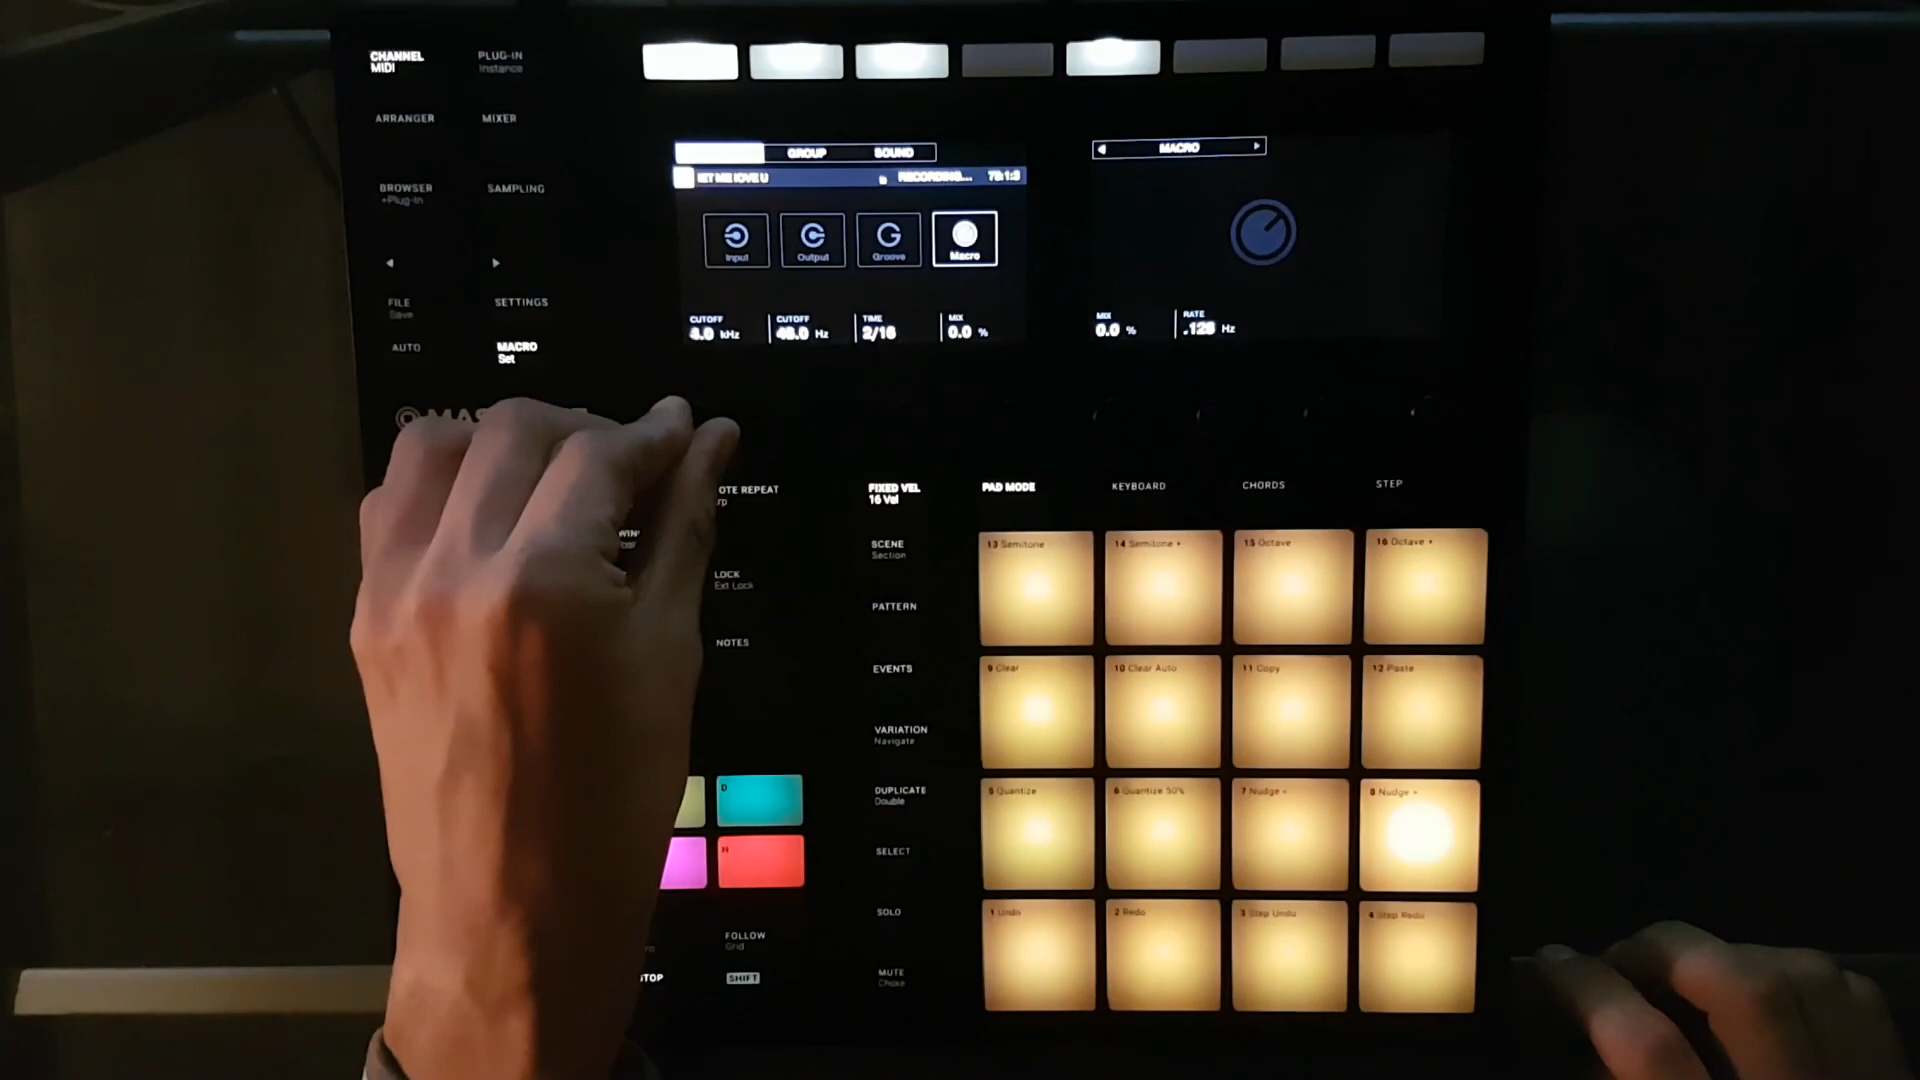 CHANNEL
MIDI
PLUG-IN
Instance
ARRANGER
MIXER
BROWSER
+Plug-In
SAMPLING
FILE
Save
SETTINGS
AUTO
MACRO
Set
GROUP
SOUND
RECORDING...
Input
Output
Groove
Macro
CUTOFF
CUTOFF
TIME
MIX
kHz
Hz
2/16
0.0 %
MACRO
MIX
RATE
0.0 %
Hz
OTE REPEAT
rp
LOCK
Ext Lock
NOTES
D
H
FOLLOW
Grid
TOP
SHIFT
FIXED VEL
16 Vel
SCENE
Section
PATTERN
EVENTS
VARIATION
Navigate
DUPLICATE
Double
SELECT
SOLO
MUTE
Choke
PAD MODE
KEYBOARD
CHORDS
STEP
13 Semitone -
14 Semitone +
15 Octave -
16 Octave +
9 Clear
10 Clear Auto
11 Copy
12 Paste
5 Quantize
6 Quantize 50%
7 Nudge -
8 Nudge +
1 Undo
2 Redo
3 Step Undo
4 Step Redo